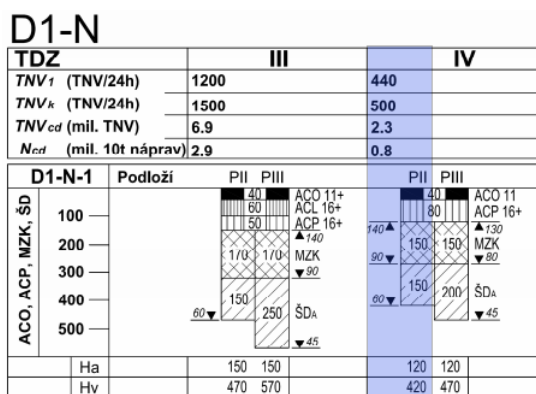 D1-N
TDZ III IV
TNV1 (TNV/24h) 1200 440
TNVk (TNV/24h) 1500 500
TNVcd (mil. TNV) 6.9 2.3
Ncd (mil. 10t náprav) 2.9 0.8
D1-N-1 Podloží PII PIII PII PIII
40 ACO 11+ 40 ACO 11
60 ACL 16+ 80 ACP 16+
100 50 ACP 16+
140 140 130
200 170 170 MZK 150 150 MZK
90 90 80
300
150 150
400 250 ŠDA 200 ŠDA
60 60
500 45 45
ACO, ACP, MZK, ŠD
Ha 150 150 120 120
Hv 470 570 420 470